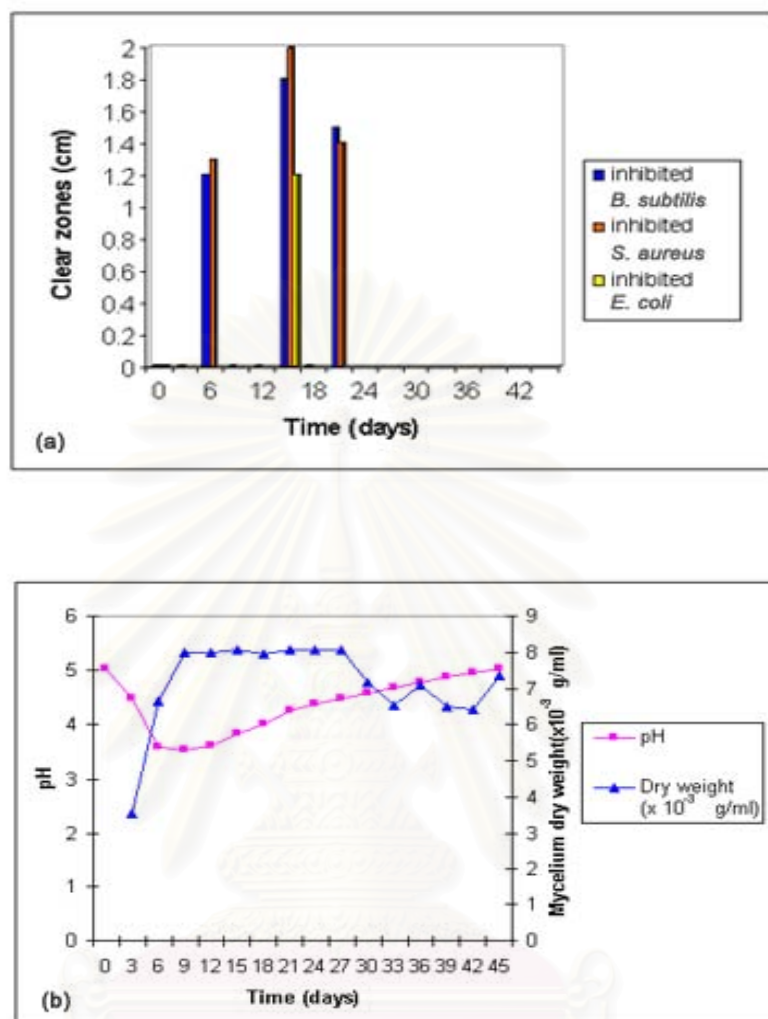 2
1.8
1.6
1.4
1.2
1
0.8
0.6
0.4
0.2
0
Clear zones (cm)
0 6 12 18 24 30 36 42
Time (days)
(a)
inhibited
B. subtilis
inhibited
S. aureus
inhibited
E. coli
6
5
4
3
2
1
0
pH
9
8
7
6
5
4
3
2
1
0
Mycelium dry weight(x10⁻³ g/ml)
0 3 6 9 12 15 18 21 24 27 30 33 36 39 42 45
Time (days)
(b)
pH
Dry weight
(x 10⁻³ g/ml)